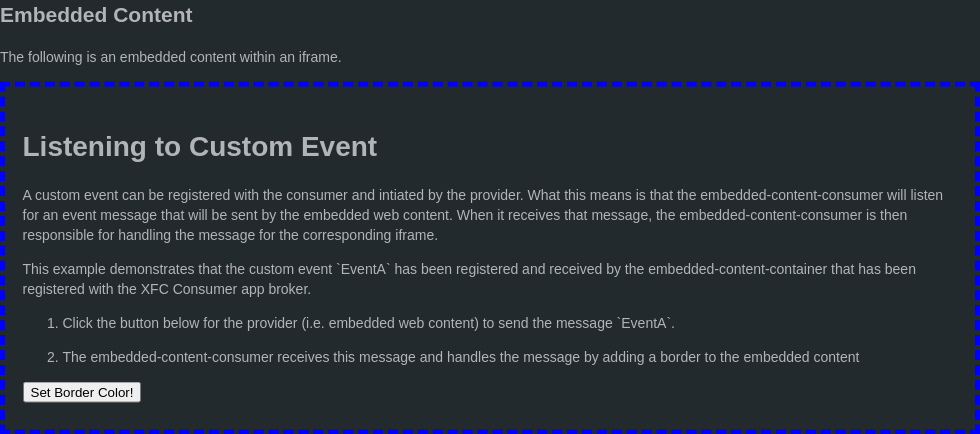 Embedded Content
The following is an embedded content within an iframe.
Listening to Custom Event
A custom event can be registered with the consumer and intiated by the provider. What this means is that the embedded-content-consumer will listen
for an event message that will be sent by the embedded web content. When it receives that message, the embedded-content-consumer is then
responsible for handling the message for the corresponding iframe.
This example demonstrates that the custom event `EventA` has been registered and received by the embedded-content-container that has been
registered with the XFC Consumer app broker.
1. Click the button below for the provider (i.e. embedded web content) to send the message `EventA`.
2. The embedded-content-consumer receives this message and handles the message by adding a border to the embedded content
Set Border Color!